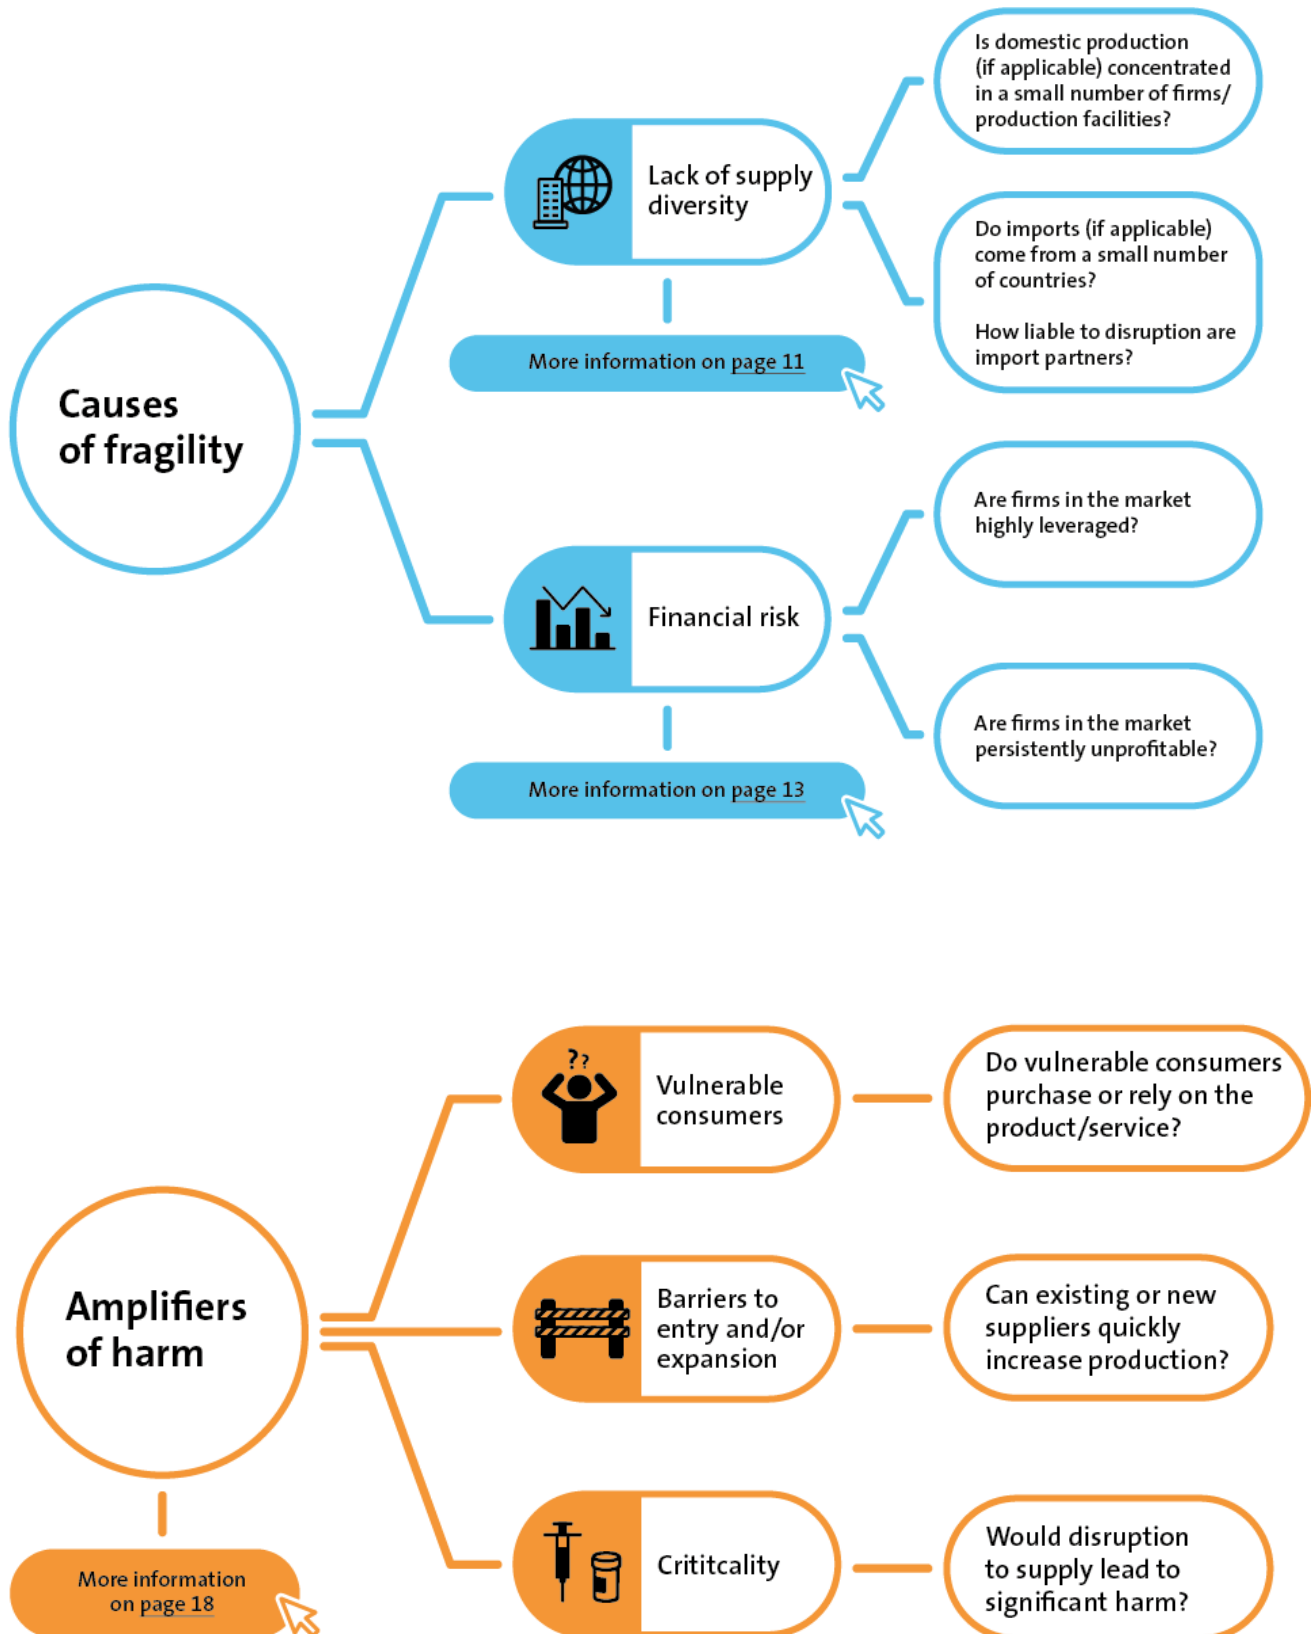 Causes
of fragility
Lack of supply
diversity
More information on page 11
Is domestic production
(if applicable) concentrated
in a small number of firms/
production facilities?
Do imports (if applicable)
come from a small number
of countries?
How liable to disruption are
import partners?
Financial risk
More information on page 13
Are firms in the market
highly leveraged?
Are firms in the market
persistently unprofitable?
Amplifiers
of harm
More information
on page 18
??
Vulnerable
consumers
Do vulnerable consumers
purchase or rely on the
product/service?
Barriers to
entry and/or
expansion
Can existing or new
suppliers quickly
increase production?
Crititcality
Would disruption
to supply lead to
significant harm?